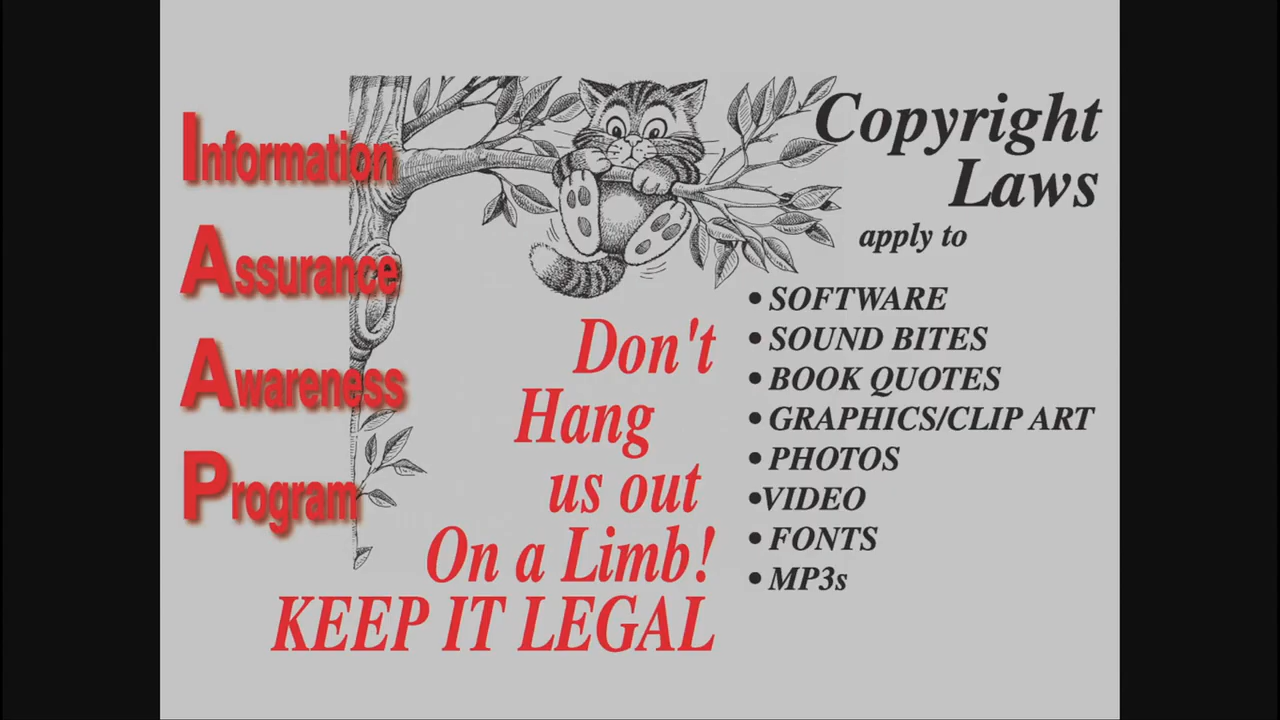 Information
Assurance
Awareness
Program
Don't
Hang
us out
On a Limb!
KEEP IT LEGAL
Copyright
Laws
apply to
• SOFTWARE
• SOUND BITES
• BOOK QUOTES
• GRAPHICS/CLIP ART
• PHOTOS
•VIDEO
• FONTS
• MP3s